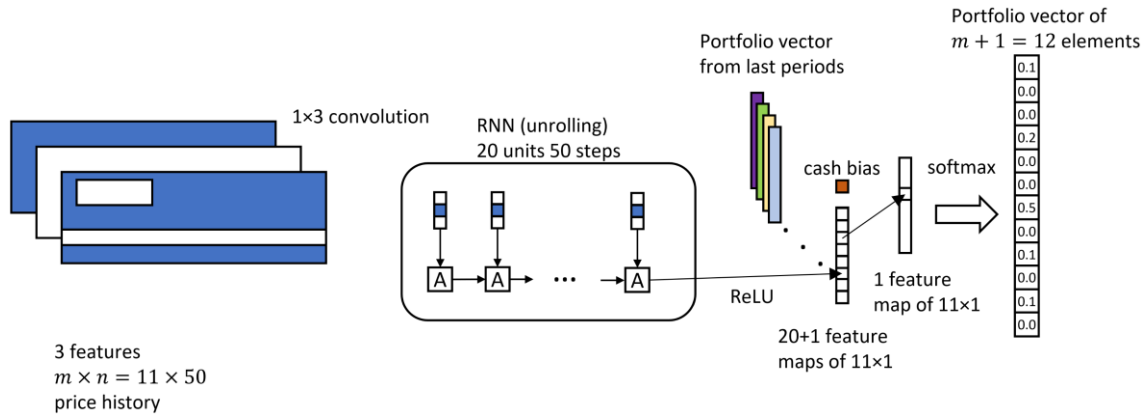 Portfolio vector of
m + 1 = 12 elements
Portfolio vector
from last periods
1×3 convolution
RNN (unrolling)
20 units 50 steps
cash bias
softmax
A
A
...
A
ReLU
1 feature
map of 11×1
20+1 feature
maps of 11×1
3 features
m × n = 11 × 50
price history
0.1
0.0
0.0
0.2
0.0
0.0
0.5
0.0
0.1
0.0
0.1
0.0